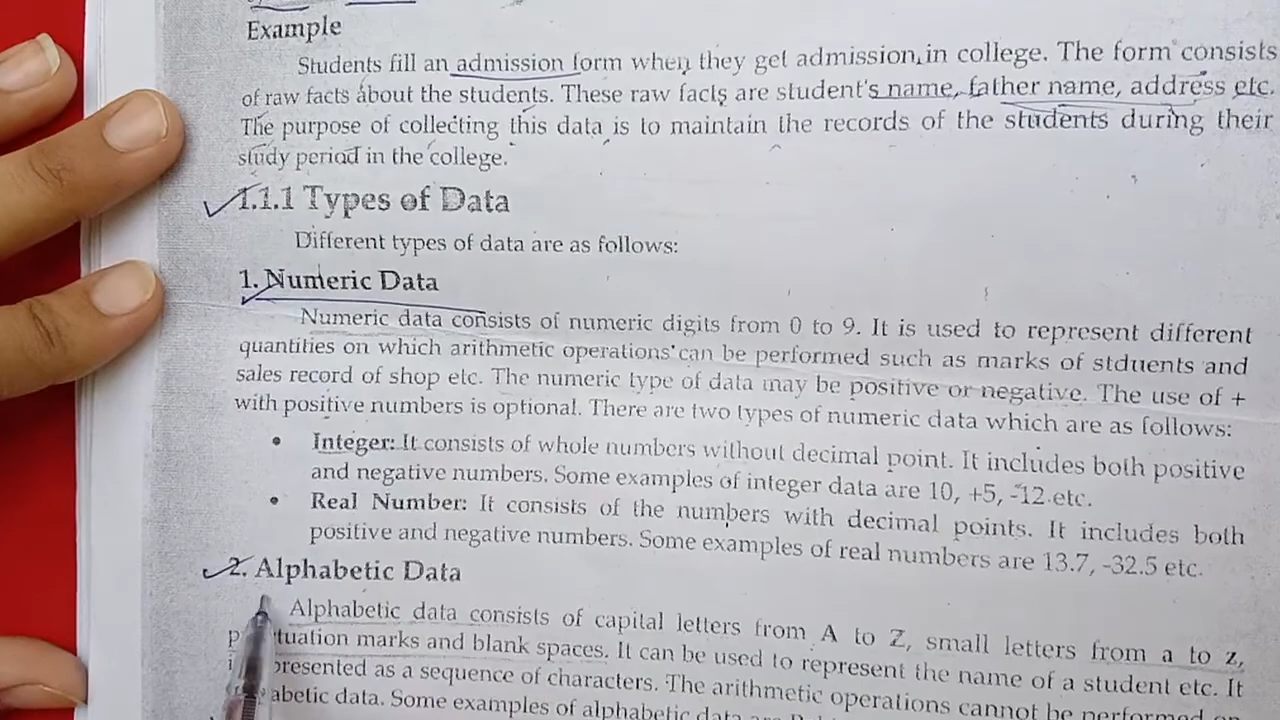 Example
Students fill an admission form when they get admission in college. The form consists
of raw facts about the students. These raw facts are student's name, father name, address etc.
The purpose of collecting this data is to maintain the records of the students during their
study period in the college.
1.1.1 Types of Data
Different types of data are as follows:
1. Numeric Data
Numeric data consists of numeric digits from 0 to 9. It is used to represent different
quantities on which arithmetic operations can be performed such as marks of stduents and
sales record of shop etc. The numeric type of data may be positive or negative. The use of +
with positive numbers is optional. There are two types of numeric data which are as follows:
• Integer: It consists of whole numbers without decimal point. It includes both positive
and negative numbers. Some examples of integer data are 10, +5, -12 etc.
• Real Number: It consists of the numbers with decimal points. It includes both
positive and negative numbers. Some examples of real numbers are 13.7, -32.5 etc.
2. Alphabetic Data
Alphabetic data consists of capital letters from A to Z, small letters from a to z,
marks and blank spaces. It can be used to represent the name of a student etc. It
as a sequence of characters. The arithmetic operations cannot be performed on
data. Some examples of alphabetic data are